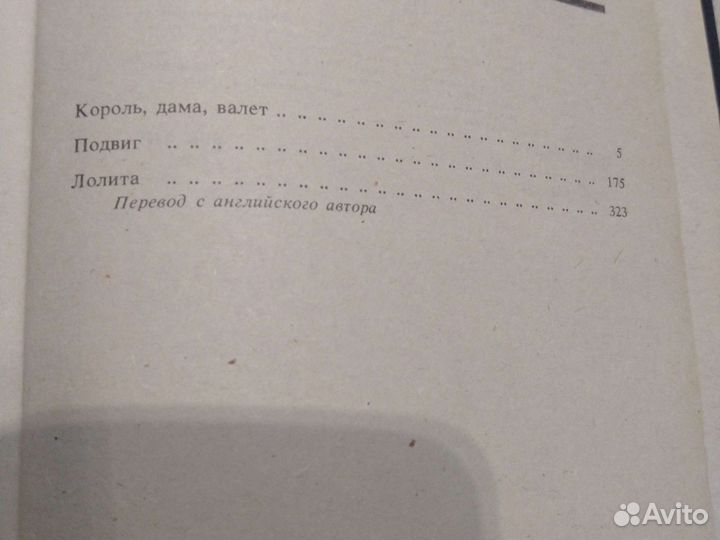 Король, дама, валет .. .. .. .. .. .. .. .. .. .. .. .. .. .. .. 5
Подвиг .. .. .. .. .. .. .. .. .. .. .. .. .. .. .. .. .. .. .. .. 175
Лолита .. .. .. .. .. .. .. .. .. .. .. .. .. .. .. .. .. .. .. .. 323
Перевод с английского автора
Avito